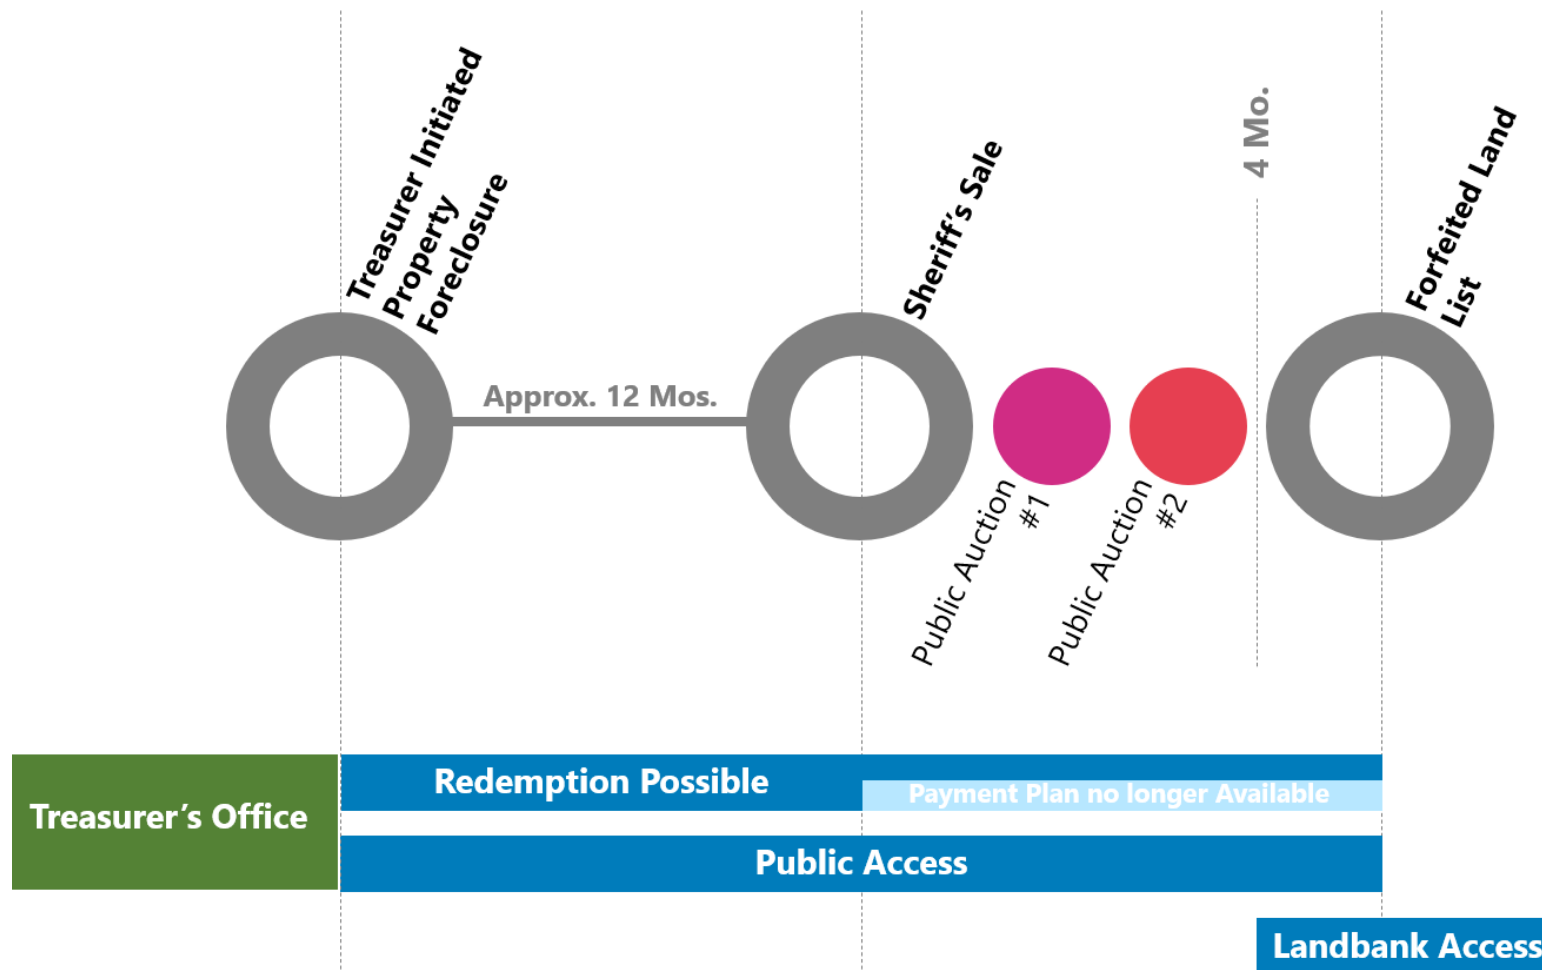 Treasurer Initiated
Property
Foreclosure
Sheriff's Sale
4 Mo.
Forfeited Land
List
Approx. 12 Mos.
Public Auction
#1
Public Auction
#2
Treasurer's Office
Redemption Possible
Payment Plan no longer Available
Public Access
Landbank Access